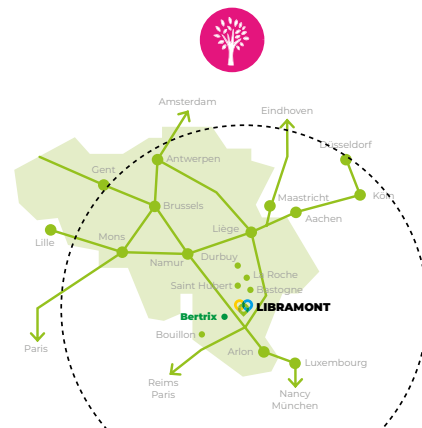 Amsterdam
Eindhoven
Düsseldorf
Antwerpen
Gent
Köln
Maastricht
Brussels
Aachen
Liège
Lille
Mons
Namur
Durbuy
La Roche
Saint Hubert
Bastogne
LIBRAMONT
Bertrix
Bouillon
Paris
Arlon
Luxembourg
Reims
Paris
Nancy
München